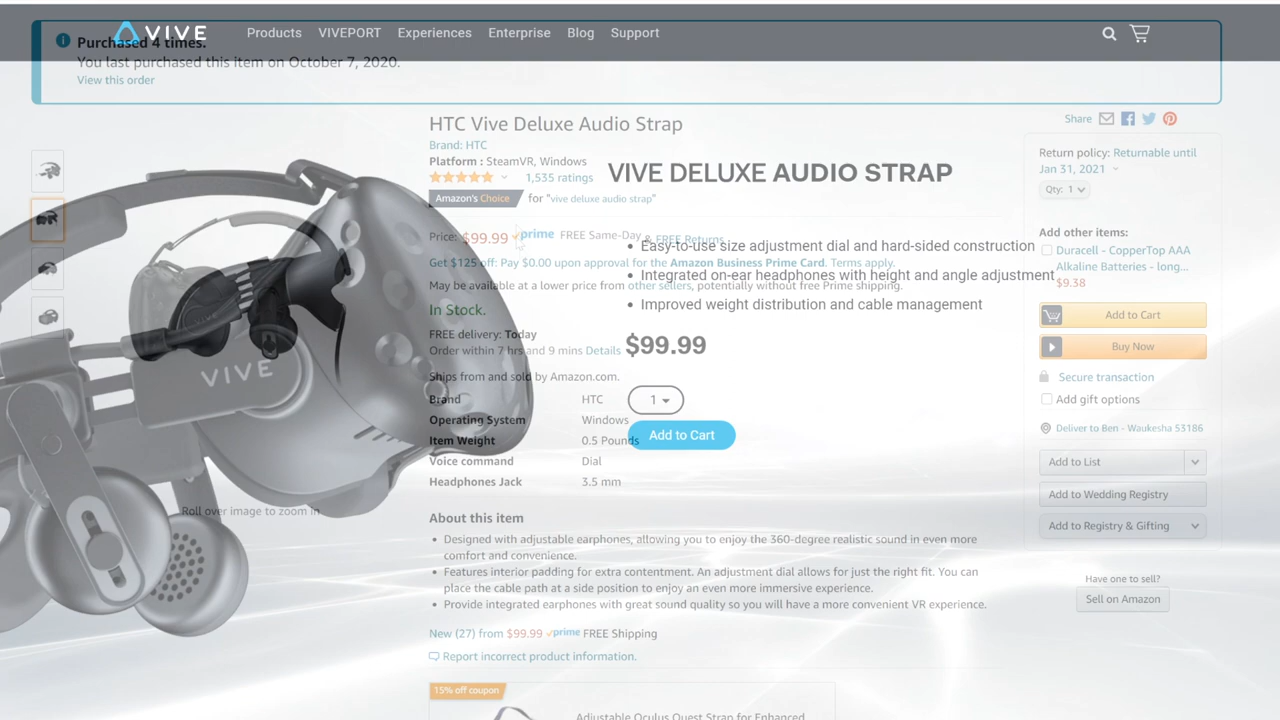 VIVE
Products VIVEPORT Experiences Enterprise Blog Support
Purchased 4 times.
You last purchased this item on October 7, 2020.
View this order
HTC Vive Deluxe Audio Strap
Brand: HTC
Platform : SteamVR, Windows
1,535 ratings
Amazon's Choice for "vive deluxe audio strap"
Price: $99.99 prime FREE Same-Day & FREE Returns
Get $125 off: Pay $0.00 upon approval for the Amazon Business Prime Card. Terms apply.
May be available at a lower price from other sellers, potentially without free Prime shipping.
In Stock.
FREE delivery: Today
Order within 7 hrs and 9 mins Details
Ships from and sold by Amazon.com.
Brand HTC
Operating System Windows
Item Weight 0.5 Pounds
Voice command Dial
Headphones Jack 3.5 mm
About this item
• Designed with adjustable earphones, allowing you to enjoy the 360-degree realistic sound in even more
comfort and convenience.
• Features interior padding for extra contentment. An adjustment dial allows for just the right fit. You can
place the cable path at a side position to enjoy an even more immersive experience.
• Provide integrated earphones with great sound quality so you will have a more convenient VR experience.
New (27) from $99.99 prime FREE Shipping
Report incorrect product information.
15% off coupon
Adjustable Oculus Quest Strap for Enhanced
VIVE DELUXE AUDIO STRAP
• Easy-to-use size adjustment dial and hard-sided construction
• Integrated on-ear headphones with height and angle adjustment
• Improved weight distribution and cable management
$99.99
1
Add to Cart
VIVE
Roll over image to zoom in
Share
Return policy: Returnable until
Jan 31, 2021
Qty: 1
Add other items:
Duracell - CopperTop AAA
Alkaline Batteries - long...
$9.38
Add to Cart
Buy Now
Secure transaction
Add gift options
Deliver to Ben - Waukesha 53186
Add to List
Add to Wedding Registry
Add to Registry & Gifting
Have one to sell?
Sell on Amazon